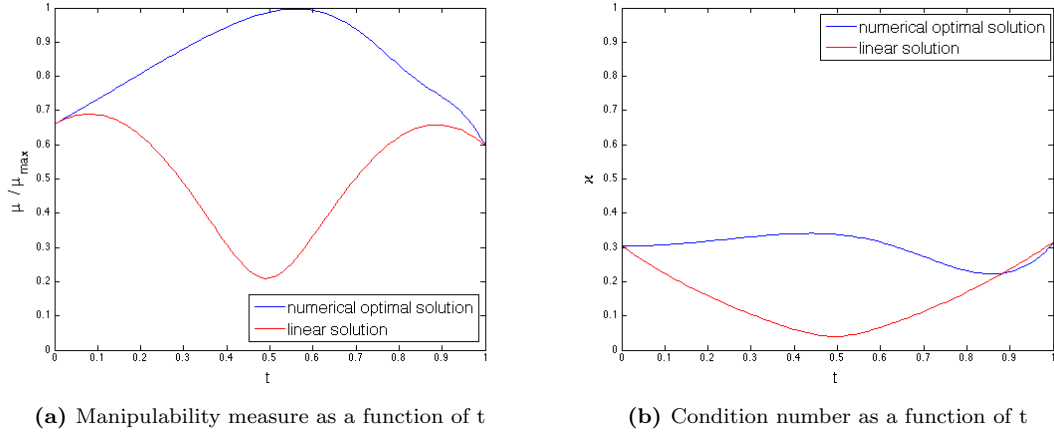 1
0.9
0.8
0.7
0.6
0.5
0.4
0.3
0.2
0.1
0
μ / μmax
numerical optimal solution
linear solution
0 0.1 0.2 0.3 0.4 0.5 0.6 0.7 0.8 0.9 1
t
(a) Manipulability measure as a function of t
1
0.9
0.8
0.7
0.6
0.5
0.4
0.3
0.2
0.1
0
ϰ
numerical optimal solution
linear solution
0 0.1 0.2 0.3 0.4 0.5 0.6 0.7 0.8 0.9 1
t
(b) Condition number as a function of t